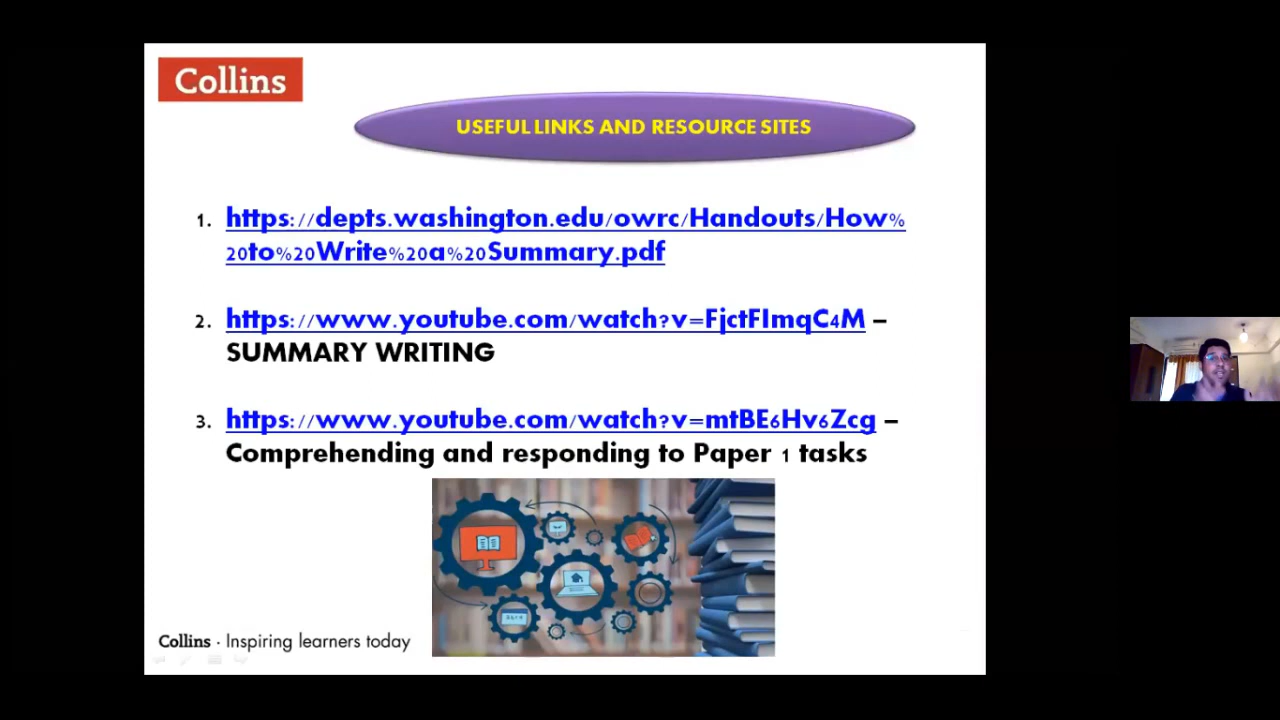 Collins
USEFUL LINKS AND RESOURCE SITES
1. https://depts.washington.edu/owrc/Handouts/How%
20to%20Write%20a%20Summary.pdf
2. https://www.youtube.com/watch?v=FjctFImqC4M –
SUMMARY WRITING
3. https://www.youtube.com/watch?v=mtBE6Hv6Zcg –
Comprehending and responding to Paper 1 tasks
Collins · Inspiring learners today